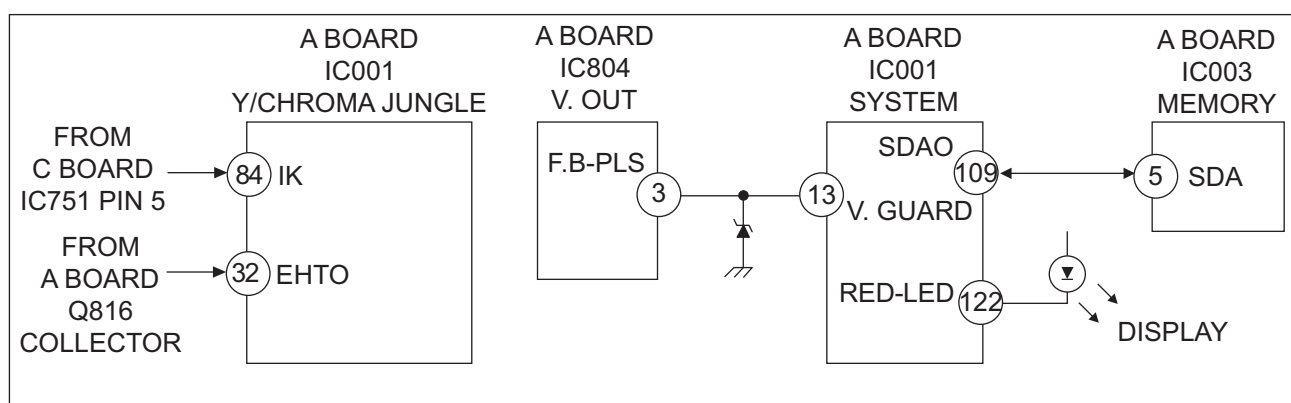 A BOARD
IC001
Y/CHROMA JUNGLE
FROM
C BOARD
IC751 PIN 5
84
IK
FROM
A BOARD
Q816
COLLECTOR
32
EHTO
A BOARD
IC804
V. OUT
F.B-PLS
3
A BOARD
IC001
SYSTEM
SDAO
109
13
V. GUARD
RED-LED
122
DISPLAY
A BOARD
IC003
MEMORY
5
SDA